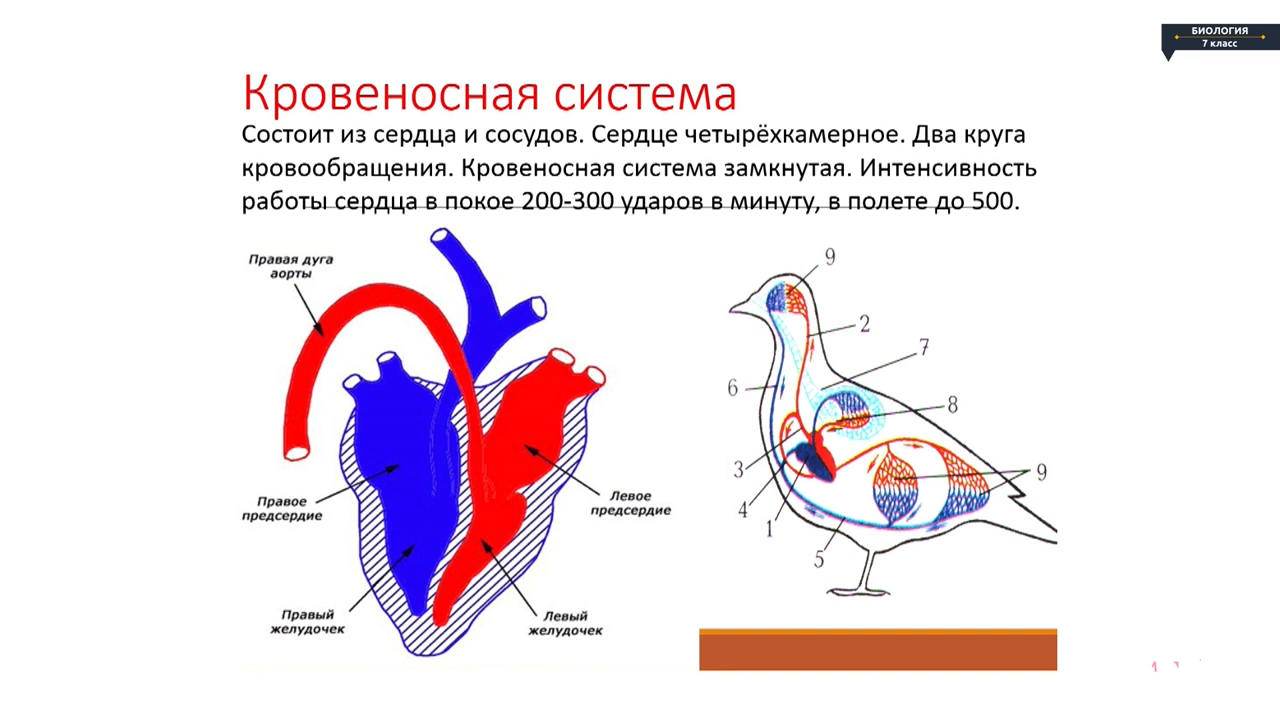 БИОЛОГИЯ
7 класс
Кровеносная система
Состоит из сердца и сосудов. Сердце четырёхкамерное. Два круга
кровообращения. Кровеносная система замкнутая. Интенсивность
работы сердца в покое 200-300 ударов в минуту, в полете до 500.
Правая дуга
аорты
Правое
предсердие
Левое
предсердие
Правый
желудочек
Левый
желудочек
9
2
7
6
8
3
9
4
1
5